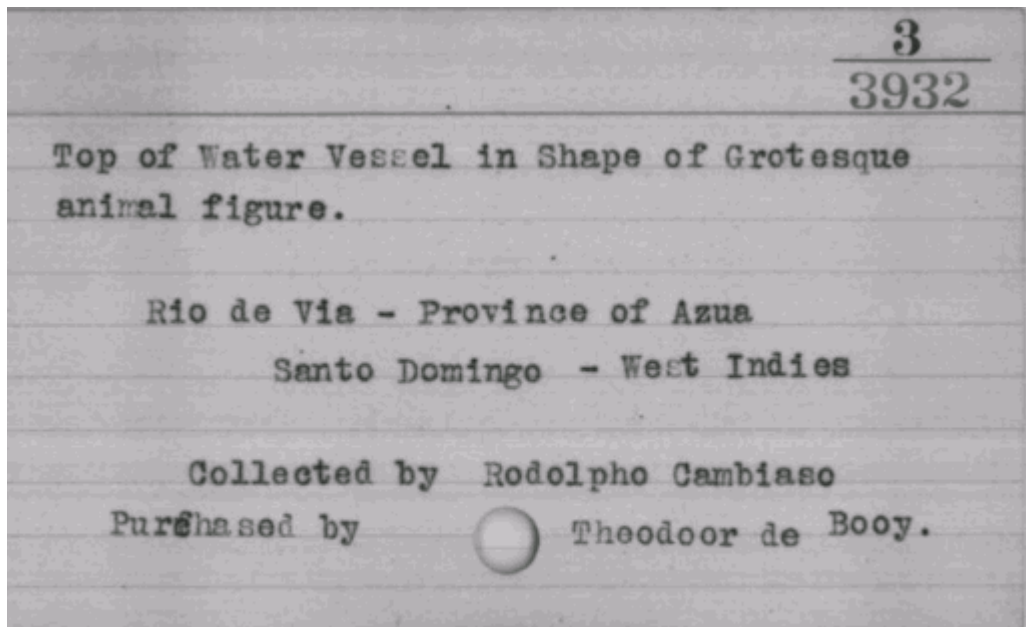 3
3932
Top of Water Vessel in Shape of Grotesque
animal figure.
Rio de Via - Province of Azua
Santo Domingo - West Indies
Collected by Rodolpho Cambiaso
Purchased by Theodoor de Booy.